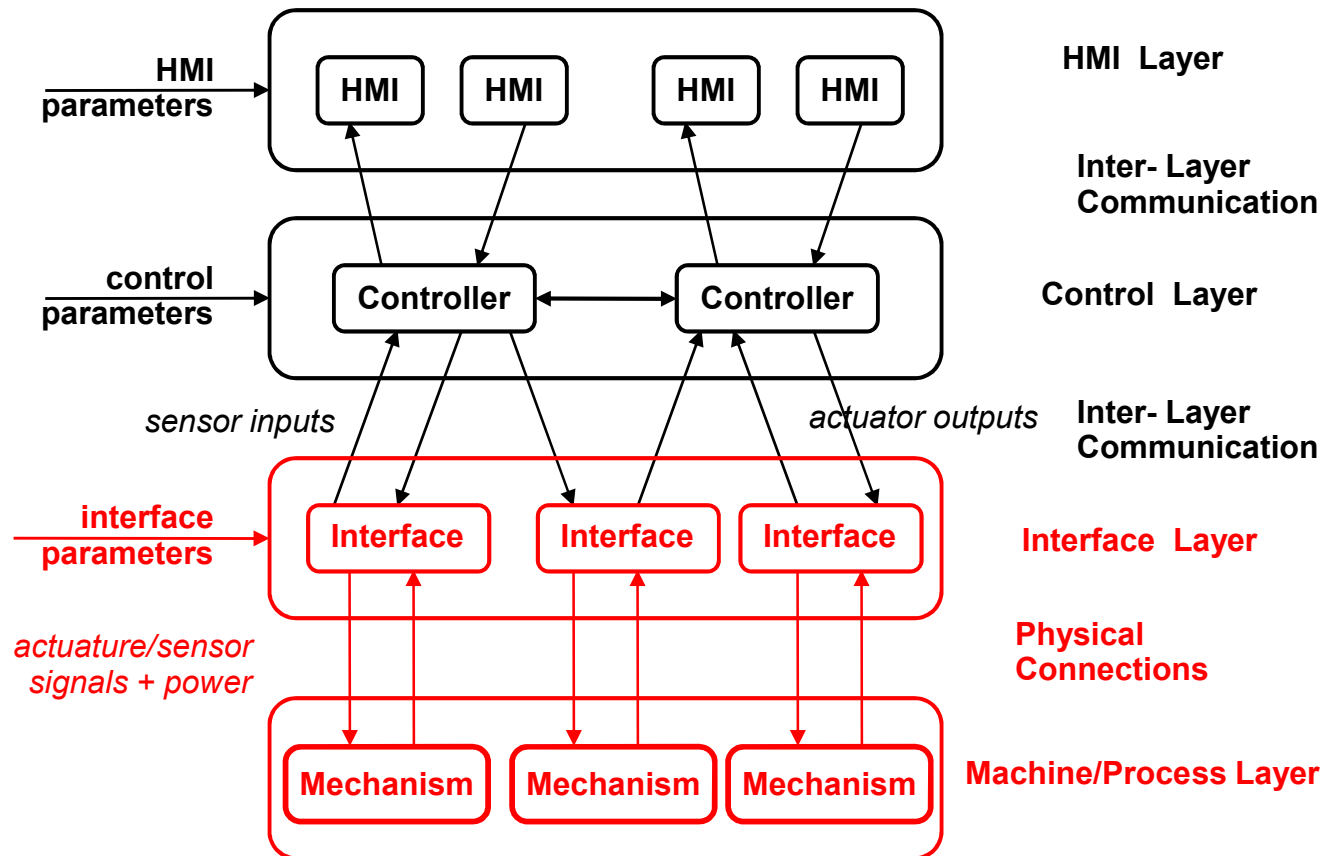 HMI
parameters
HMI
HMI
HMI
HMI
HMI Layer
Inter- Layer
Communication
control
parameters
Controller
Controller
Control Layer
sensor inputs
actuator outputs
Inter- Layer
Communication
interface
parameters
Interface
Interface
Interface
Interface Layer
actuature/sensor
signals + power
Physical
Connections
Mechanism
Mechanism
Mechanism
Machine/Process Layer